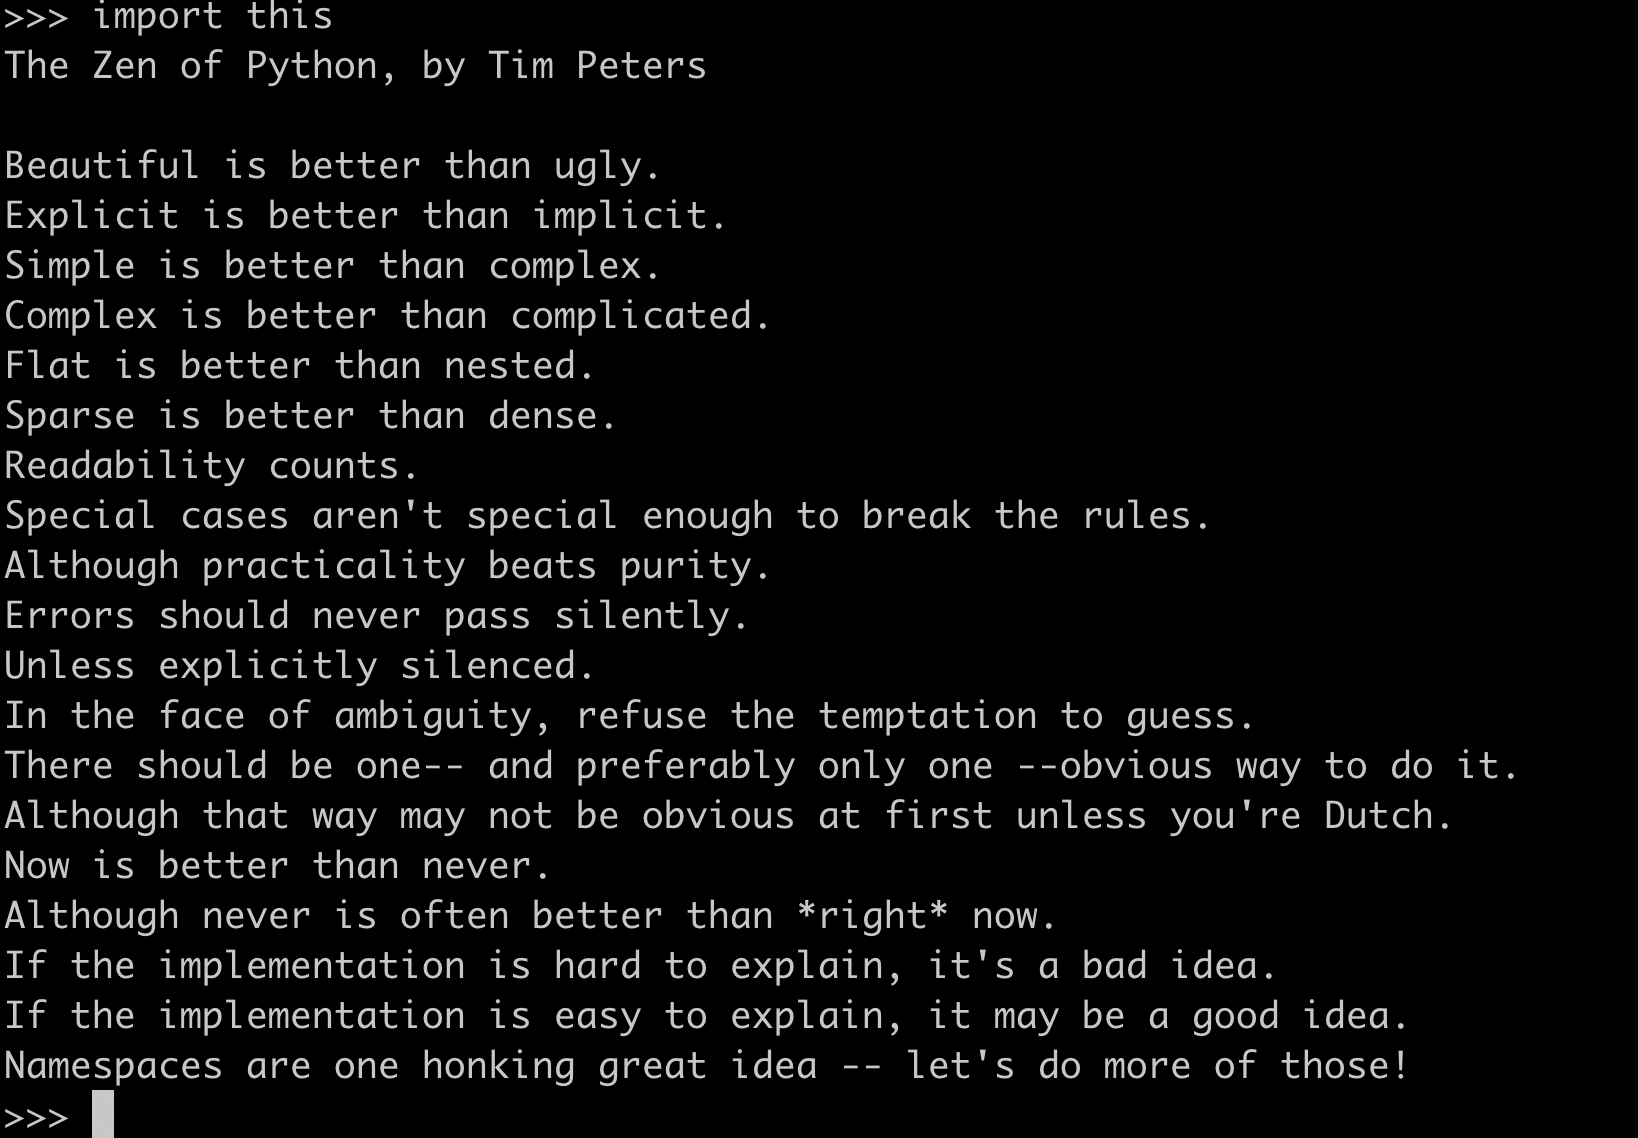 >>> import this
The Zen of Python, by Tim Peters

Beautiful is better than ugly.
Explicit is better than implicit.
Simple is better than complex.
Complex is better than complicated.
Flat is better than nested.
Sparse is better than dense.
Readability counts.
Special cases aren't special enough to break the rules.
Although practicality beats purity.
Errors should never pass silently.
Unless explicitly silenced.
In the face of ambiguity, refuse the temptation to guess.
There should be one-- and preferably only one --obvious way to do it.
Although that way may not be obvious at first unless you're Dutch.
Now is better than never.
Although never is often better than *right* now.
If the implementation is hard to explain, it's a bad idea.
If the implementation is easy to explain, it may be a good idea.
Namespaces are one honking great idea -- let's do more of those!
>>>